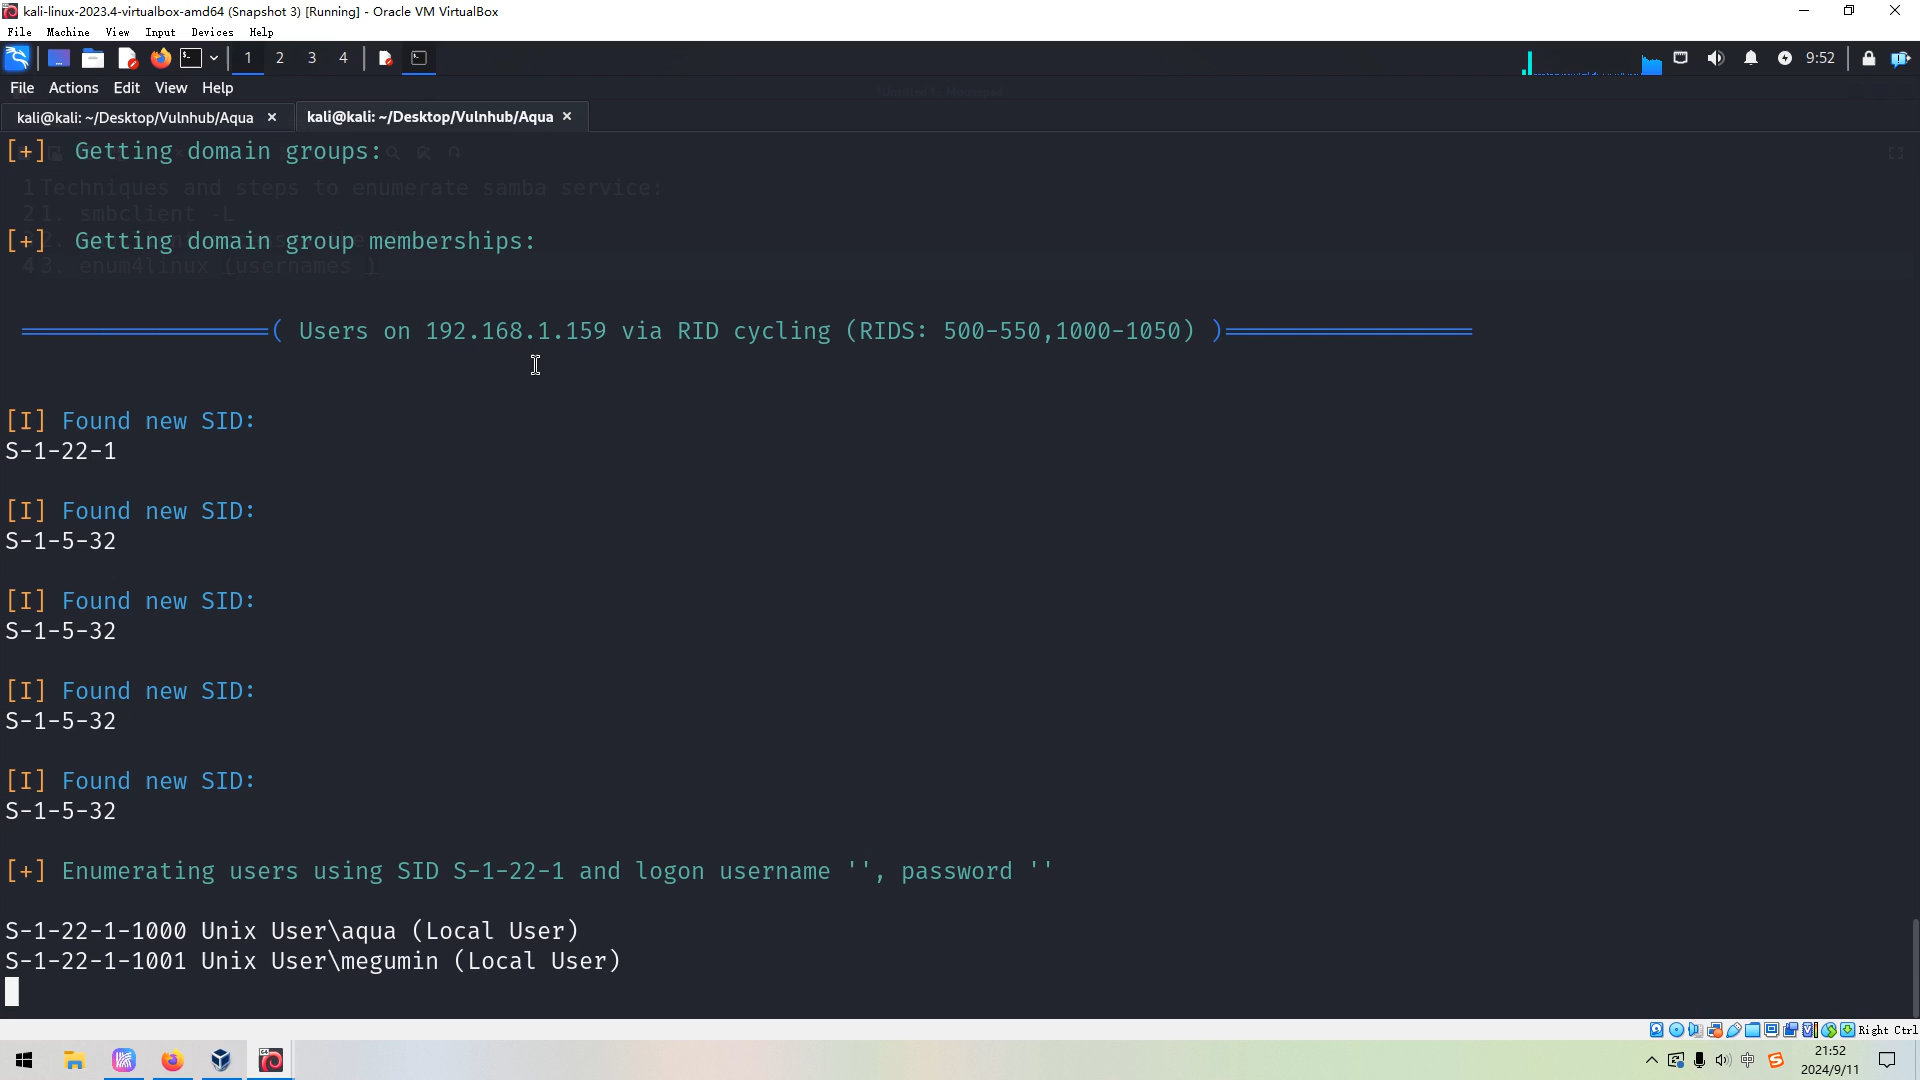 kali-linux-2023.4-virtualbox-amd64 (Snapshot 3) [Running] - Oracle VM VirtualBox
File Machine View Input Devices Help
1 2 3 4 9:52
File Actions Edit View Help
kali@kali: ~/Desktop/Vulnhub/Aqua × kali@kali: ~/Desktop/Vulnhub/Aqua ×
[+] Getting domain groups:
1 Techniques and steps to enumerate samba service:
2 1. smbclient -L
[+] Getting domain group memberships:
4 3. enum4linux (usernames )
( Users on 192.168.1.159 via RID cycling (RIDS: 500-550,1000-1050) )
[I] Found new SID:
S-1-22-1
[I] Found new SID:
S-1-5-32
[I] Found new SID:
S-1-5-32
[I] Found new SID:
S-1-5-32
[I] Found new SID:
S-1-5-32
[+] Enumerating users using SID S-1-22-1 and logon username '', password ''
S-1-22-1-1000 Unix User\aqua (Local User)
S-1-22-1-1001 Unix User\megumin (Local User)
Right Ctrl
中
21:52
2024/9/11